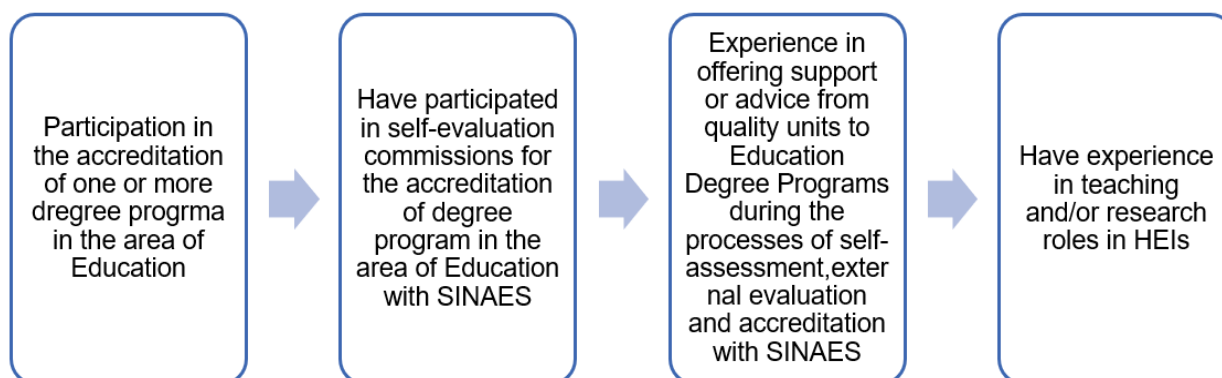 Participation in
the accreditation
of one or more
dregree progrma
in the area of
Education
Have participated
in self-evaluation
commissions for
the accreditation
of degree
program in the
area of Education
with SINAES
Experience in
offering support
or advice from
quality units to
Education
Degree Programs
during the
processes of self-
assessment,exter
nal evaluation
and accreditation
with SINAES
Have experience
in teaching
and/or research
roles in HEIs